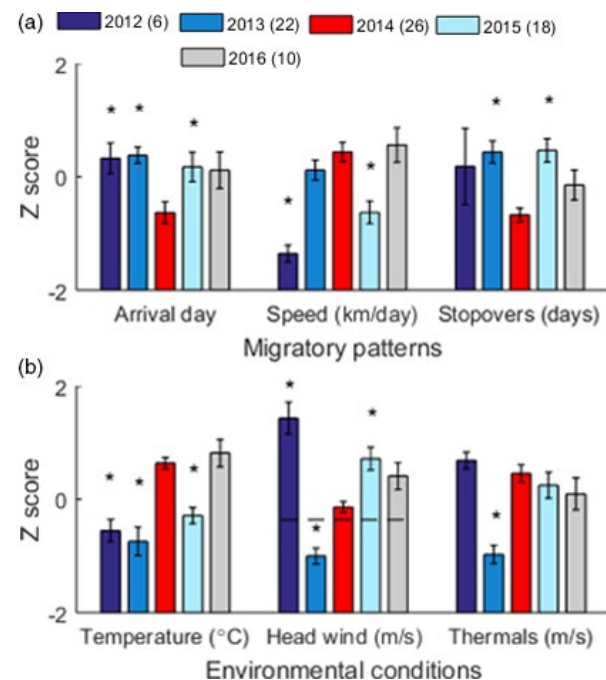 (a) 2012 (6) 2013 (22) 2014 (26) 2015 (18)
2016 (10)
2
0
-2
Z score
* * * * * * *
Arrival day Speed (km/day) Stopovers (days)
Migratory patterns
(b)
2
0
-2
Z score
* * * * * * *
Temperature (°C) Head wind (m/s) Thermals (m/s)
Environmental conditions